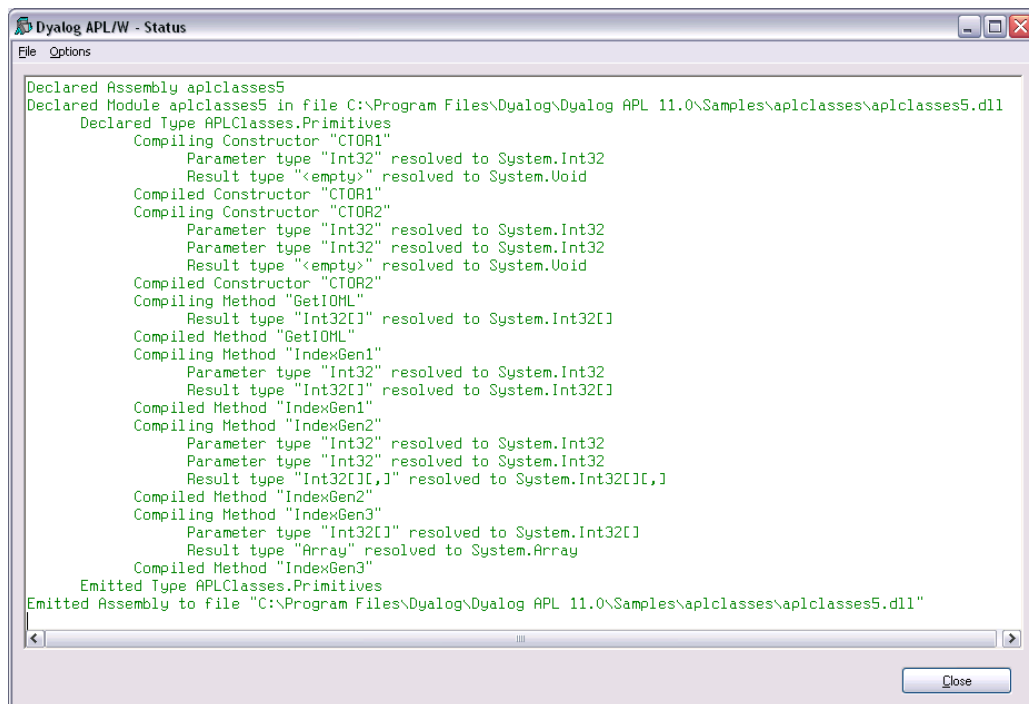 Dyalog APL/W - Status
File Options
Declared Assembly aplclasses5
Declared Module aplclasses5 in file C:\Program Files\Dyalog\Dyalog APL 11.0\Samples\aplclasses\aplclasses5.dll
Declared Type APLClasses.Primitives
Compiling Constructor "CTOR1"
Parameter type "Int32" resolved to System.Int32
Result type "<empty>" resolved to System.Void
Compiled Constructor "CTOR1"
Compiling Constructor "CTOR2"
Parameter type "Int32" resolved to System.Int32
Parameter type "Int32" resolved to System.Int32
Result type "<empty>" resolved to System.Void
Compiled Constructor "CTOR2"
Compiling Method "GetIOML"
Result type "Int32[]" resolved to System.Int32[]
Compiled Method "GetIOML"
Compiling Method "IndexGen1"
Parameter type "Int32" resolved to System.Int32
Result type "Int32[]" resolved to System.Int32[]
Compiled Method "IndexGen1"
Compiling Method "IndexGen2"
Parameter type "Int32" resolved to System.Int32
Parameter type "Int32" resolved to System.Int32
Result type "Int32[][,]" resolved to System.Int32[][,]
Compiled Method "IndexGen2"
Compiling Method "IndexGen3"
Parameter type "Int32[]" resolved to System.Int32[]
Result type "Array" resolved to System.Array
Compiled Method "IndexGen3"
Emitted Type APLClasses.Primitives
Emitted Assembly to file "C:\Program Files\Dyalog\Dyalog APL 11.0\Samples\aplclasses\aplclasses5.dll"
Close